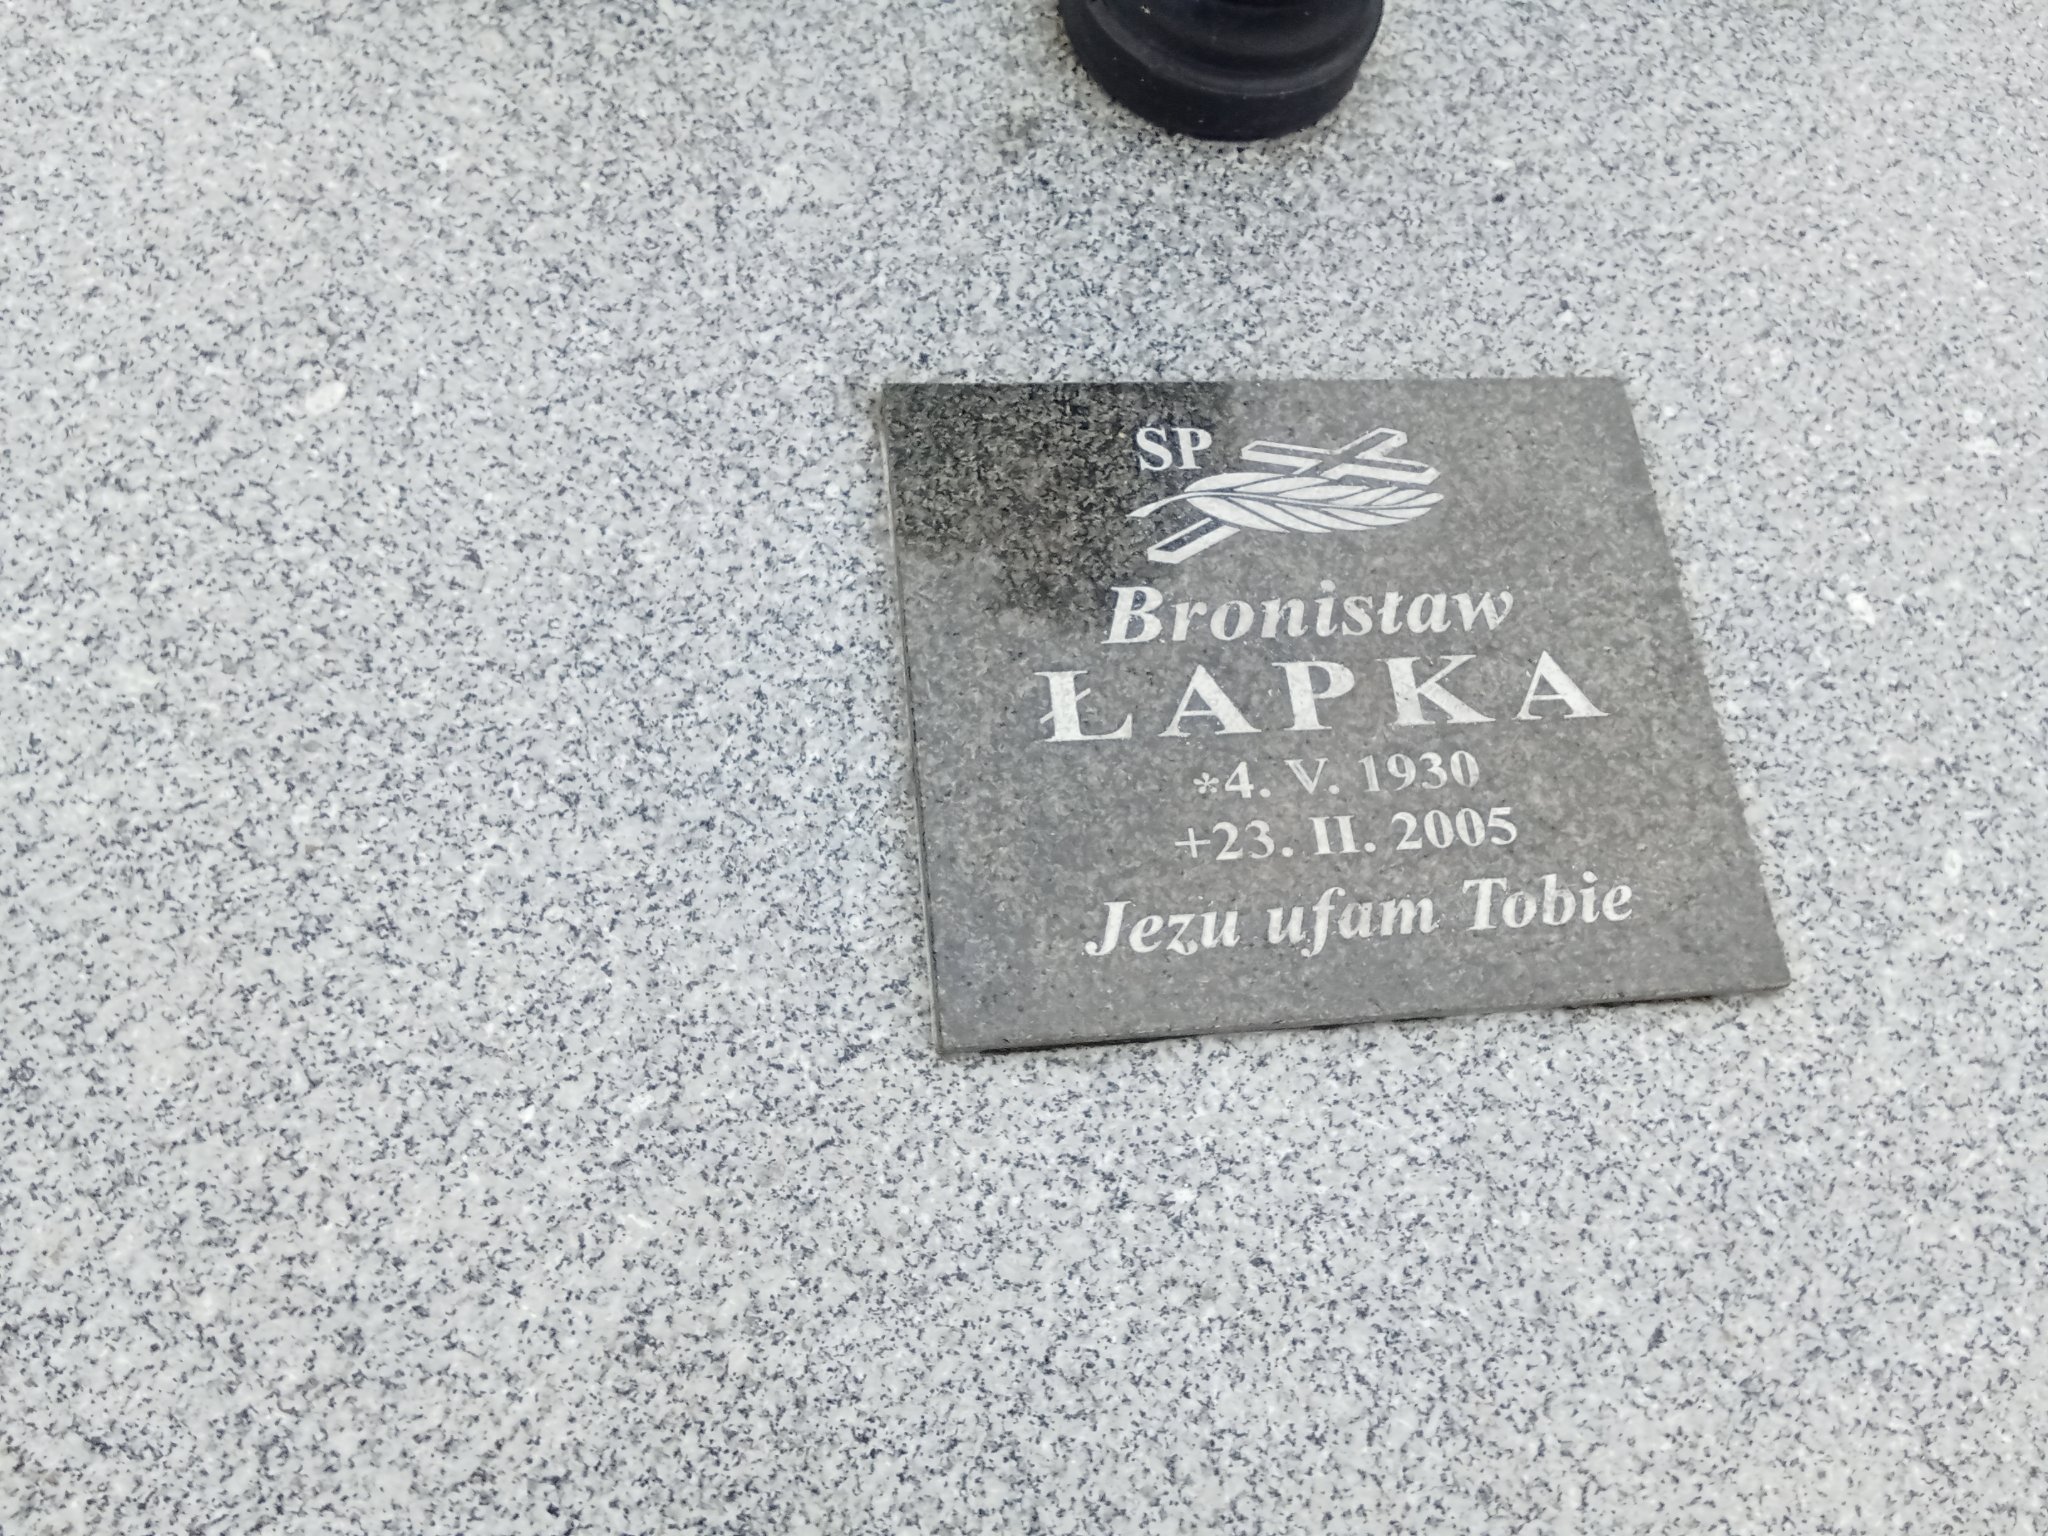 SP
Bronisław
ŁAPKA
*4. V. 1930
+23. II. 2005
Jezu ufam Tobie